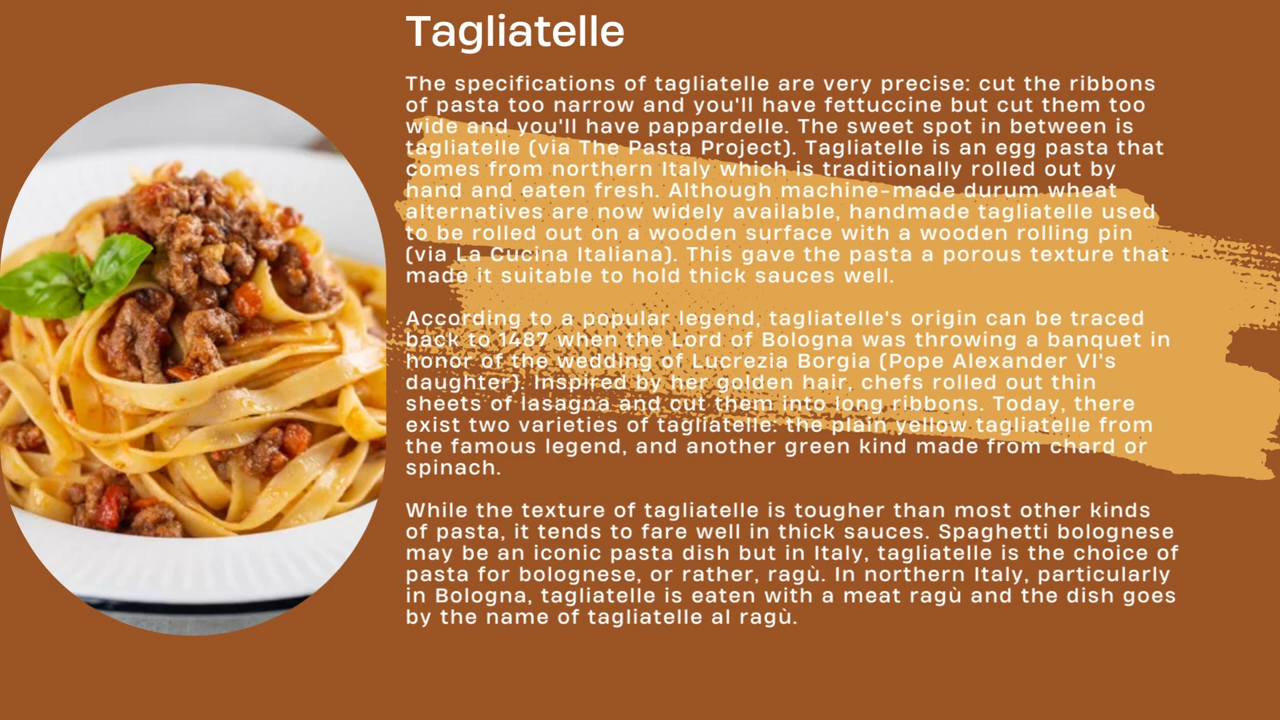 Tagliatelle
The specifications of tagliatelle are very precise: cut the ribbons
of pasta too narrow and you'll have fettuccine but cut them too
wide and you'll have pappardelle. The sweet spot in between is
tagliatelle (via The Pasta Project). Tagliatelle is an egg pasta that
comes from northern Italy which is traditionally rolled out by
hand and eaten fresh. Although machine-made durum wheat
alternatives are now widely available, handmade tagliatelle used
to be rolled out on a wooden surface with a wooden rolling pin
(via La Cucina Italiana). This gave the pasta a porous texture that
made it suitable to hold thick sauces well.
According to a popular legend, tagliatelle's origin can be traced
back to 1487 when the Lord of Bologna was throwing a banquet in
honor of the wedding of Lucrezia Borgia (Pope Alexander VI's
daughter). Inspired by her golden hair, chefs rolled out thin
sheets of lasagna and cut them into long ribbons. Today, there
exist two varieties of tagliatelle: the plain yellow tagliatelle from
the famous legend, and another green kind made from chard or
spinach.
While the texture of tagliatelle is tougher than most other kinds
of pasta, it tends to fare well in thick sauces. Spaghetti bolognese
may be an iconic pasta dish but in Italy, tagliatelle is the choice of
pasta for bolognese, or rather, ragù. In northern Italy, particularly
in Bologna, tagliatelle is eaten with a meat ragù and the dish goes
by the name of tagliatelle al ragù.